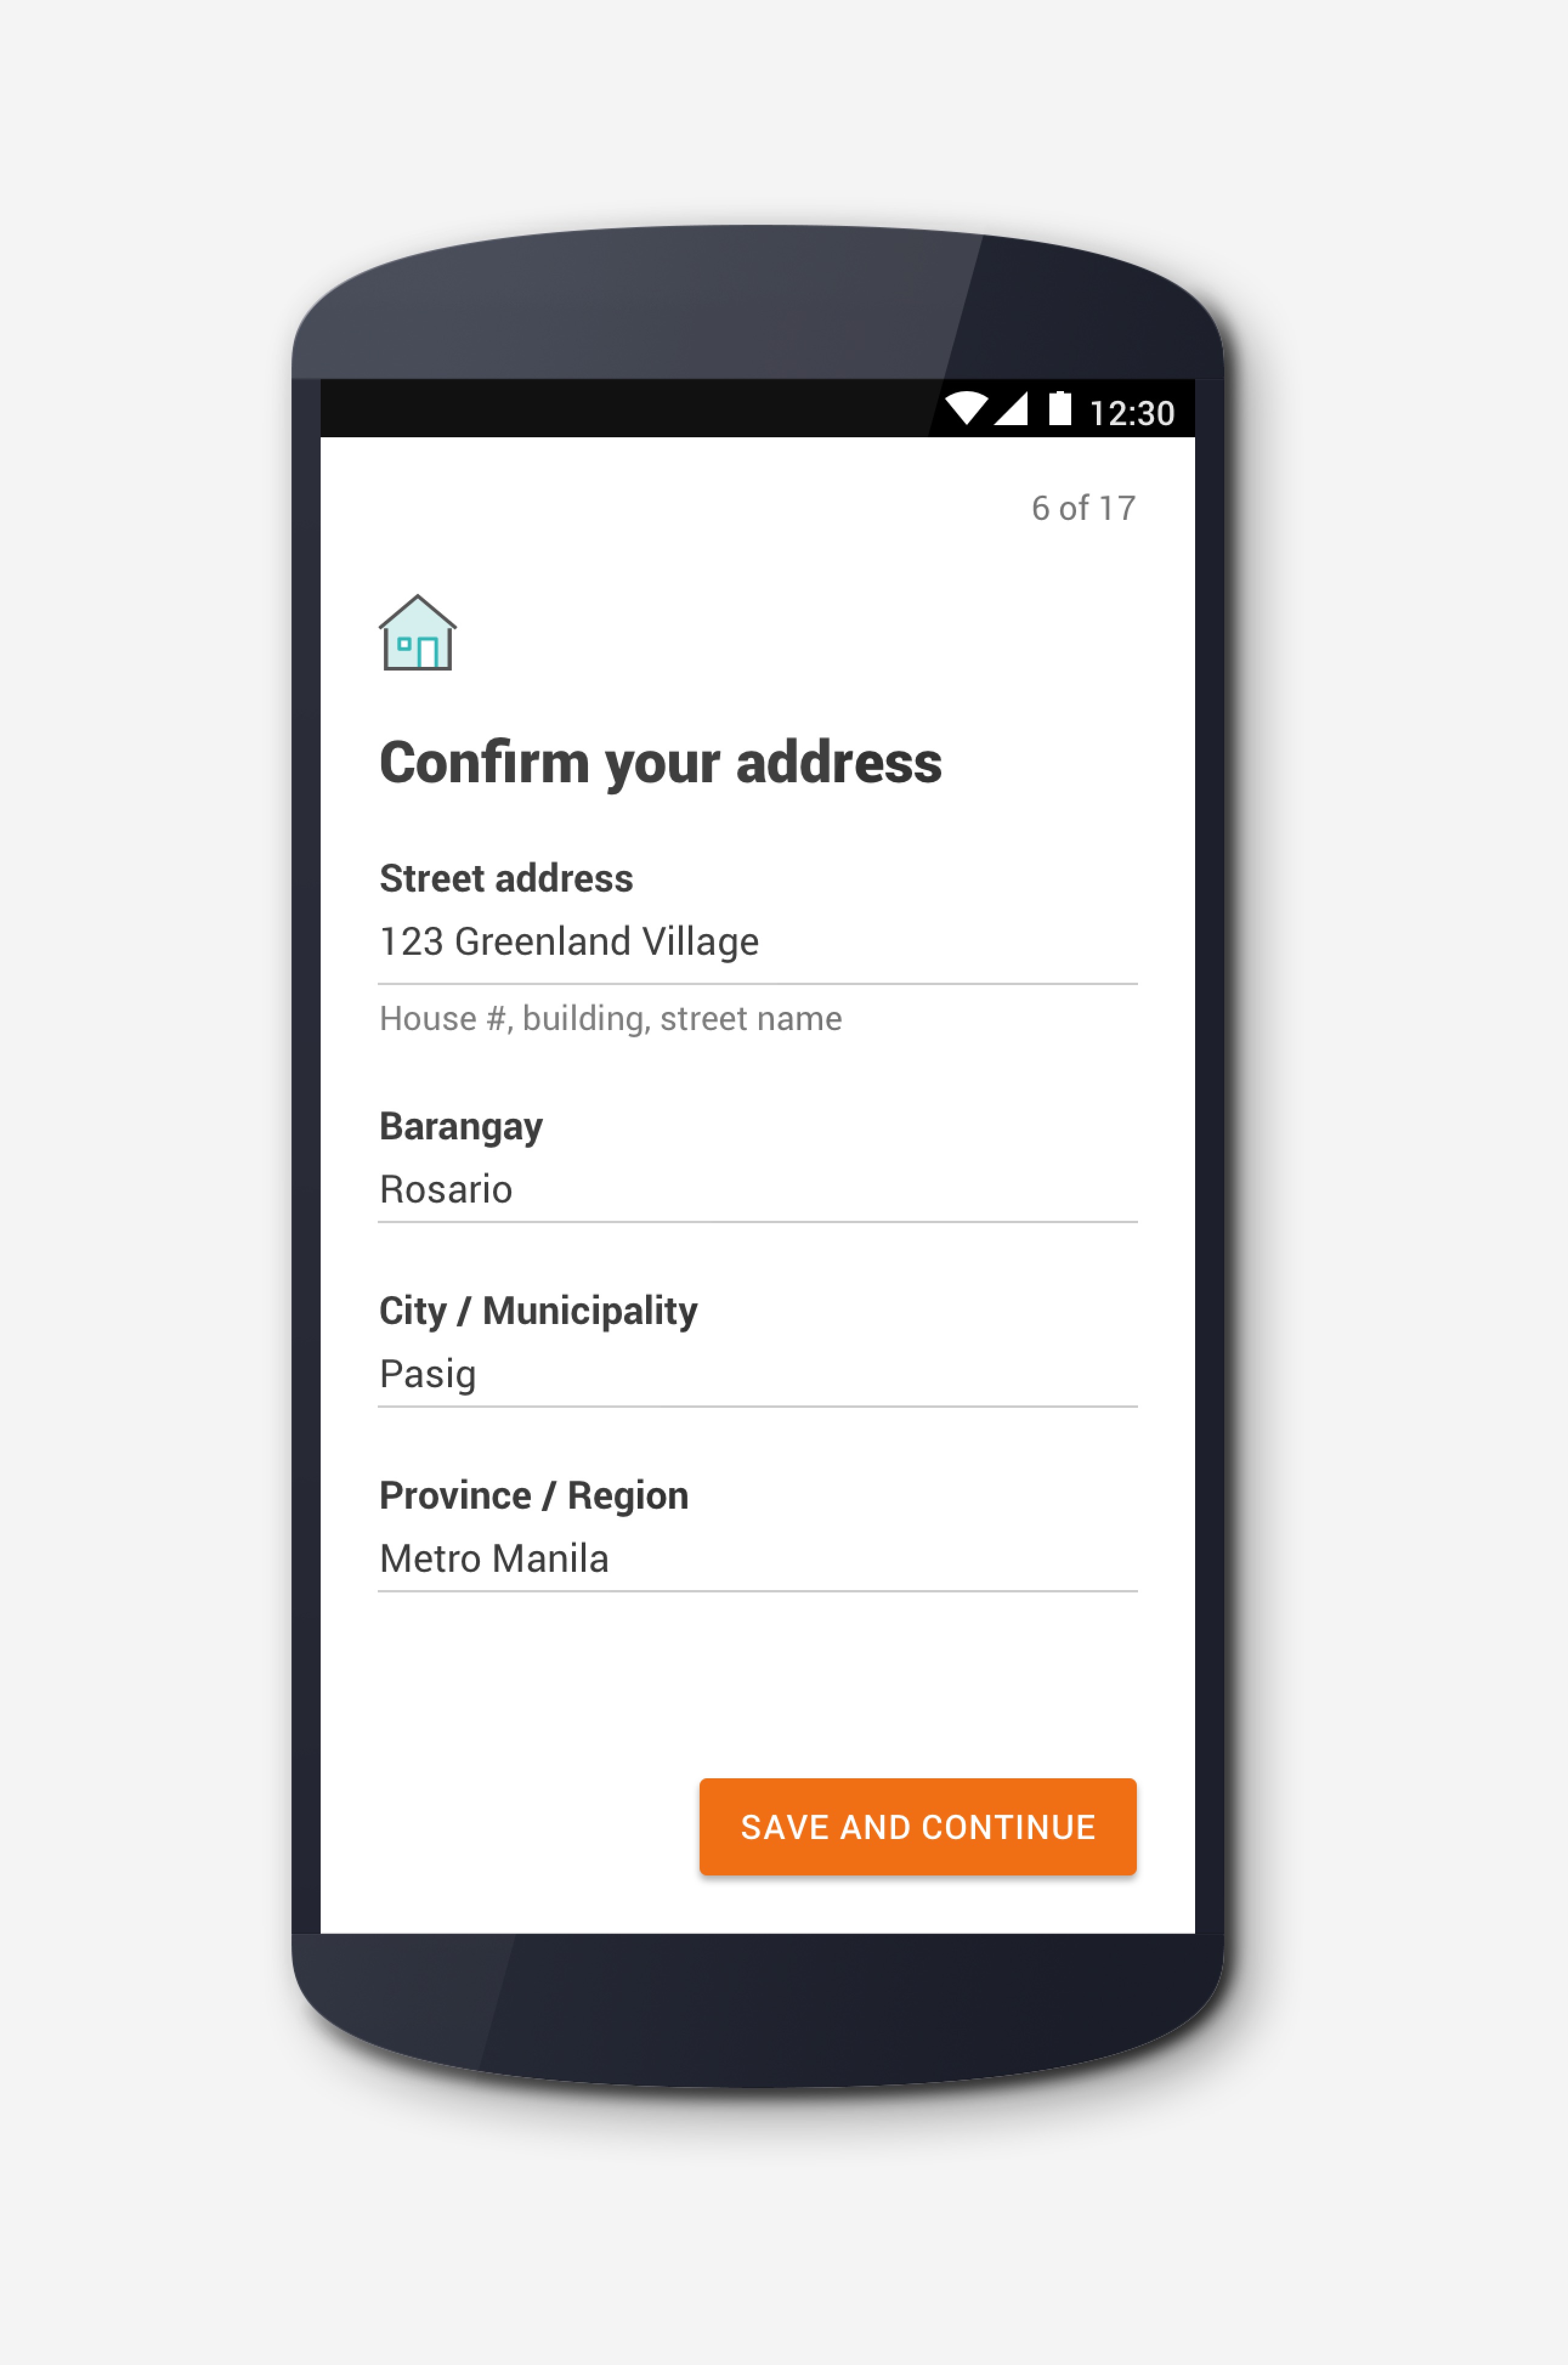 12:30
6 of 17
Confirm your address
Street address
123 Greenland Village
House #, building, street name
Barangay
Rosario
City / Municipality
Pasig
Province / Region
Metro Manila
SAVE AND CONTINUE